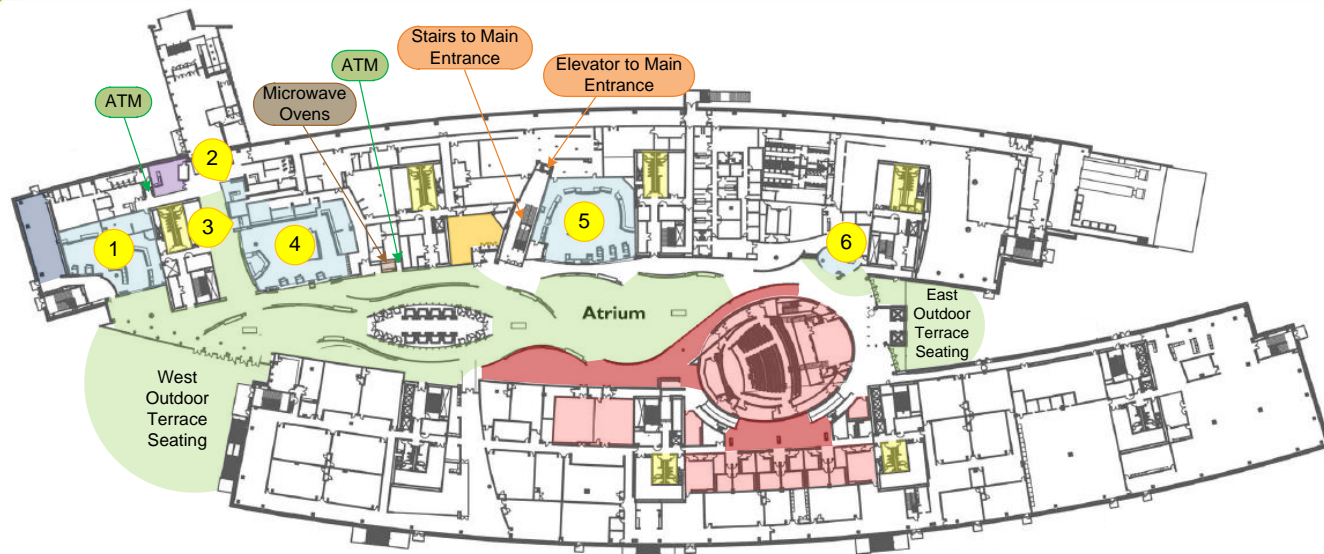 Stairs to Main
Entrance
ATM
Elevator to Main
Entrance
ATM
Microwave
Ovens
2
3
1
4
5
6
Atrium
East
Outdoor
Terrace
Seating
West
Outdoor
Terrace
Seating